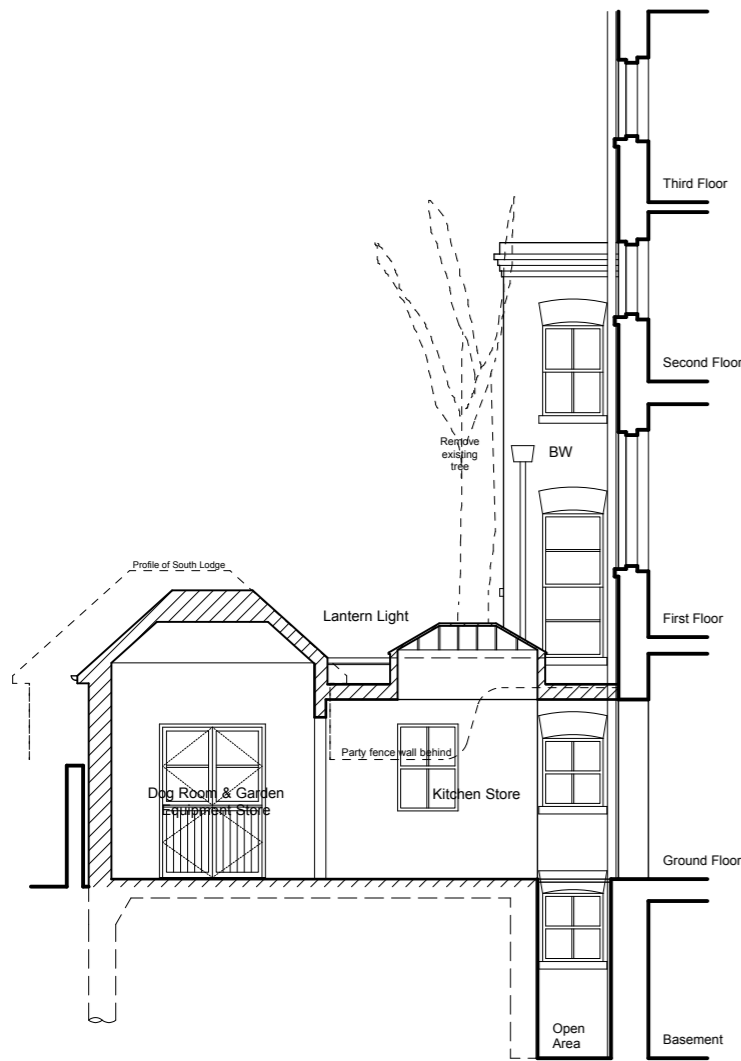 Third Floor
Second Floor
Remove
existing
tree
BW
Profile of South Lodge
Lantern Light
First Floor
Party fence wall behind
Dog Room & Garden
Equipment Store
Kitchen Store
Ground Floor
Open
Area
Basement